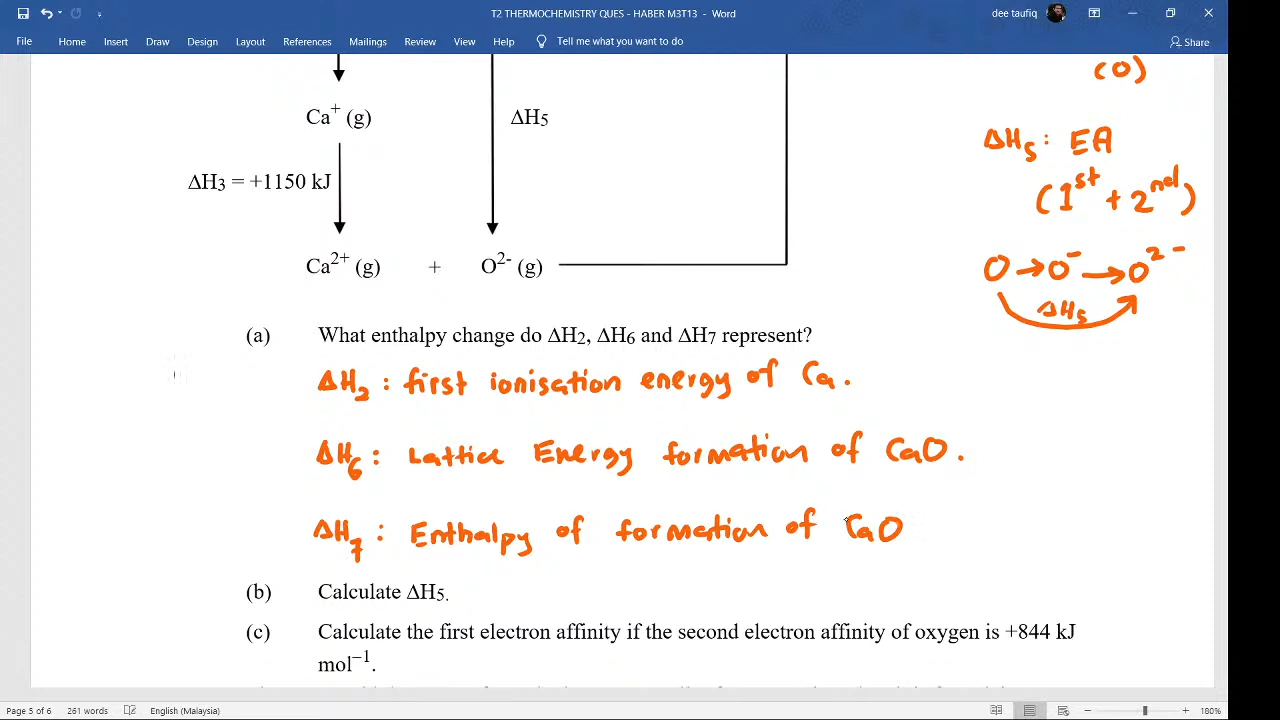 T2 THERMOCHEMISTRY QUES - HABER M3T13 - Word
dee taufiq
File Home Insert Draw Design Layout References Mailings Review View Help Tell me what you want to do Share
(O)
Ca⁺ (g)
ΔH5
ΔH5 : EA
(1st + 2nd)
ΔH3 = +1150 kJ
Ca²⁺ (g) + O²⁻ (g)
O → O⁻ → O²⁻
ΔH5
(a) What enthalpy change do ΔH2, ΔH6 and ΔH7 represent?
ΔH2 : first ionisation energy of Ca.
ΔH6 : Lattice Energy formation of CaO.
ΔH7 : Enthalpy of formation of CaO
(b) Calculate ΔH5.
(c) Calculate the first electron affinity if the second electron affinity of oxygen is +844 kJ
mol⁻¹.
Page 5 of 6 261 words English (Malaysia) 180%